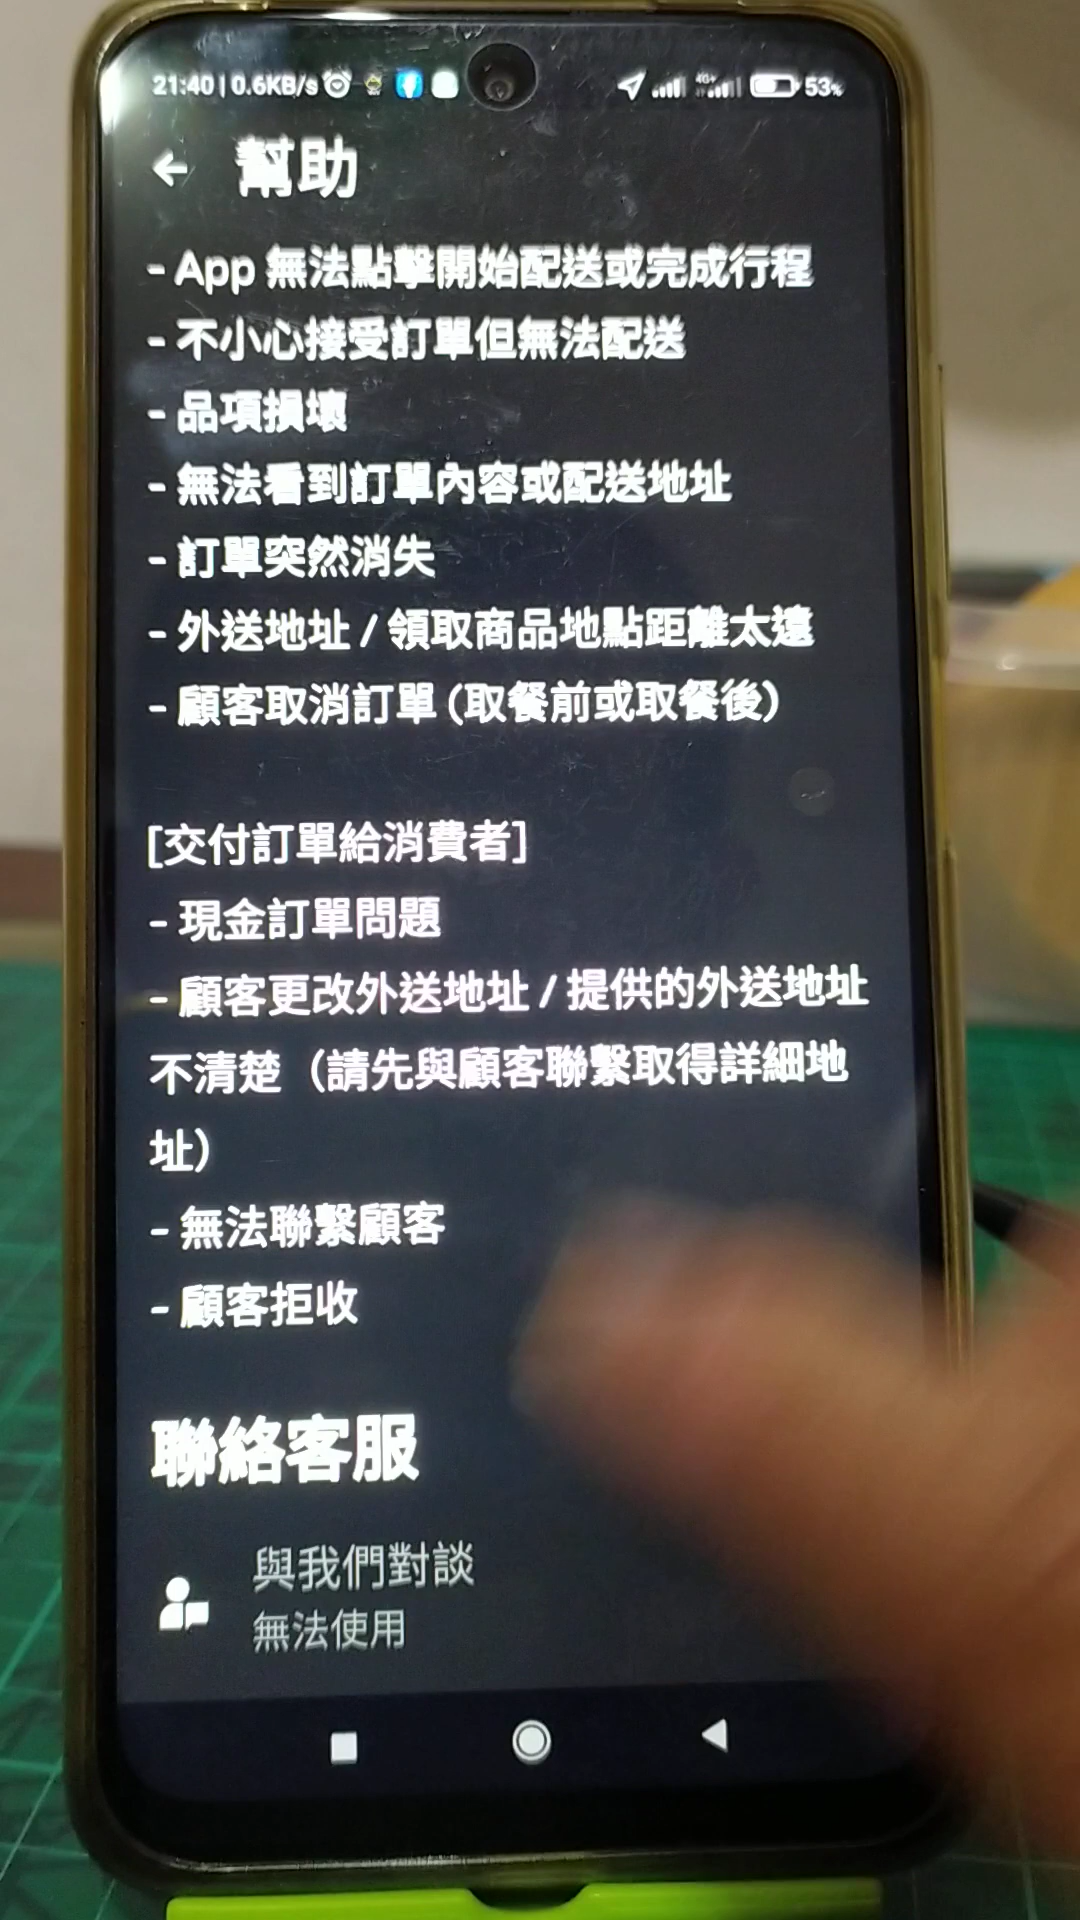 21:40 | 0.6KB/s 4G+ 53%
幫助
- App 無法點擊開始配送或完成行程
- 不小心接受訂單但無法配送
- 品項損壞
- 無法看到訂單內容或配送地址
- 訂單突然消失
- 外送地址 / 領取商品地點距離太遠
- 顧客取消訂單 (取餐前或取餐後)
[交付訂單給消費者]
- 現金訂單問題
- 顧客更改外送地址 / 提供的外送地址
不清楚（請先與顧客聯繫取得詳細地
址）
- 無法聯繫顧客
- 顧客拒收
聯絡客服
與我們對談
無法使用